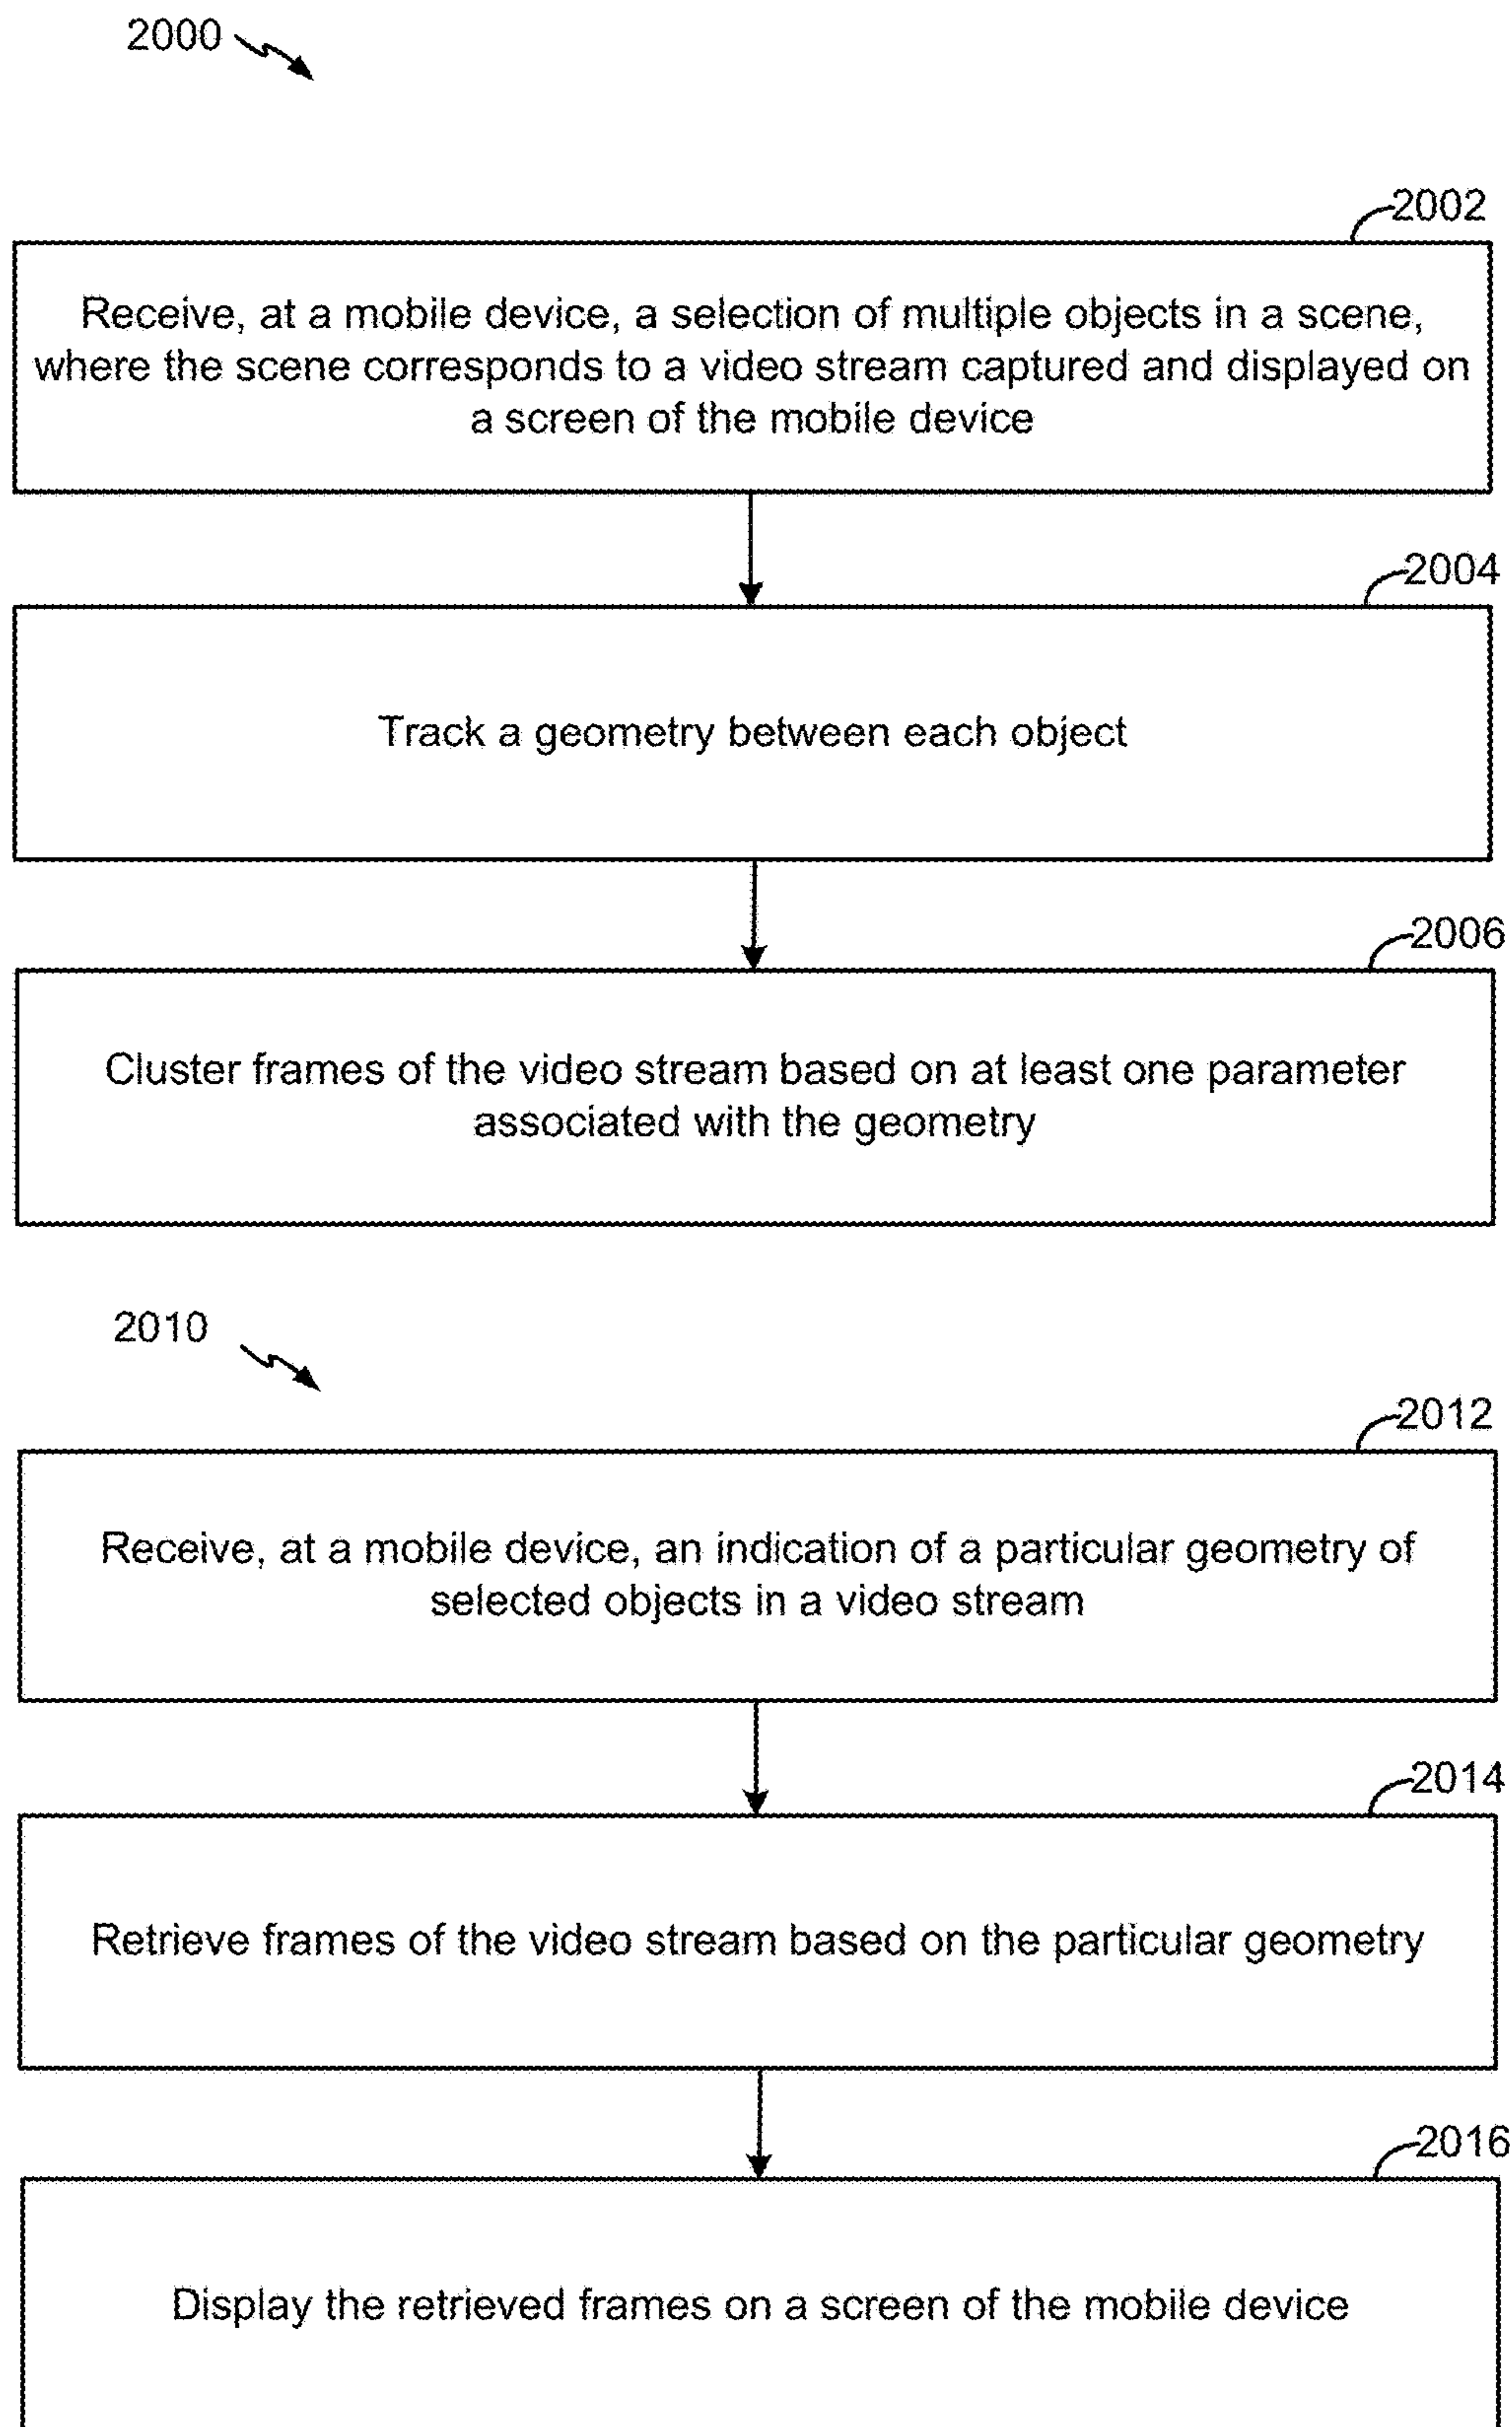 2000
2002
Receive, at a mobile device, a selection of multiple objects in a scene,
where the scene corresponds to a video stream captured and displayed on
a screen of the mobile device
2004
Track a geometry between each object
2006
Cluster frames of the video stream based on at least one parameter
associated with the geometry
2010
2012
Receive, at a mobile device, an indication of a particular geometry of
selected objects in a video stream
2014
Retrieve frames of the video stream based on the particular geometry
2016
Display the retrieved frames on a screen of the mobile device